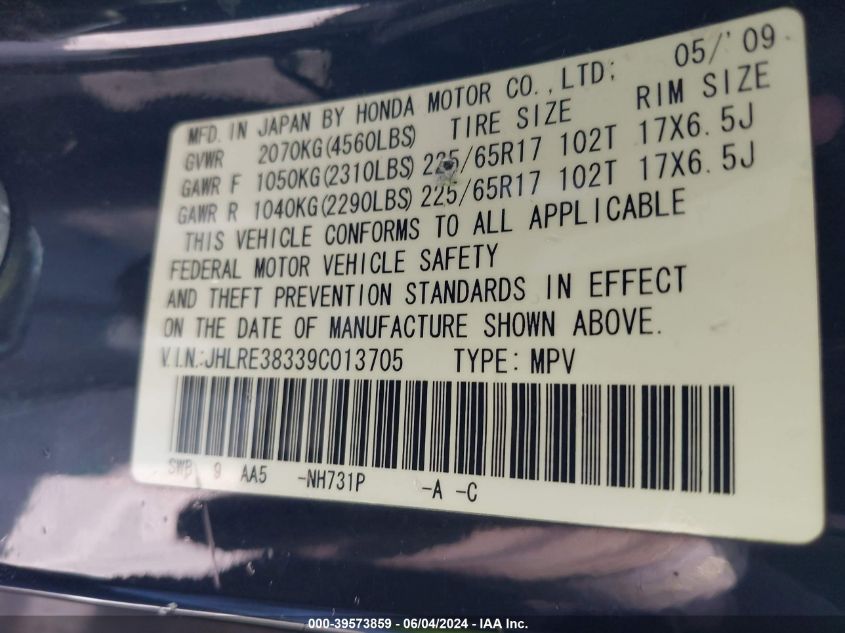 05/'09
MFD. IN JAPAN BY HONDA MOTOR CO., LTD;
GVWR 2070KG(4560LBS) TIRE SIZE RIM SIZE
GAWR F 1050KG(2310LBS) 225/65R17 102T 17X6.5J
GAWR R 1040KG(2290LBS) 225/65R17 102T 17X6.5J
THIS VEHICLE CONFORMS TO ALL APPLICABLE
FEDERAL MOTOR VEHICLE SAFETY
AND THEFT PREVENTION STANDARDS IN EFFECT
ON THE DATE OF MANUFACTURE SHOWN ABOVE.
V.I.N.:JHLRE38339C013705 TYPE: MPV
SWB 9 AA5 -NH731P -A -C
000-39573859 - 06/04/2024 - IAA Inc.